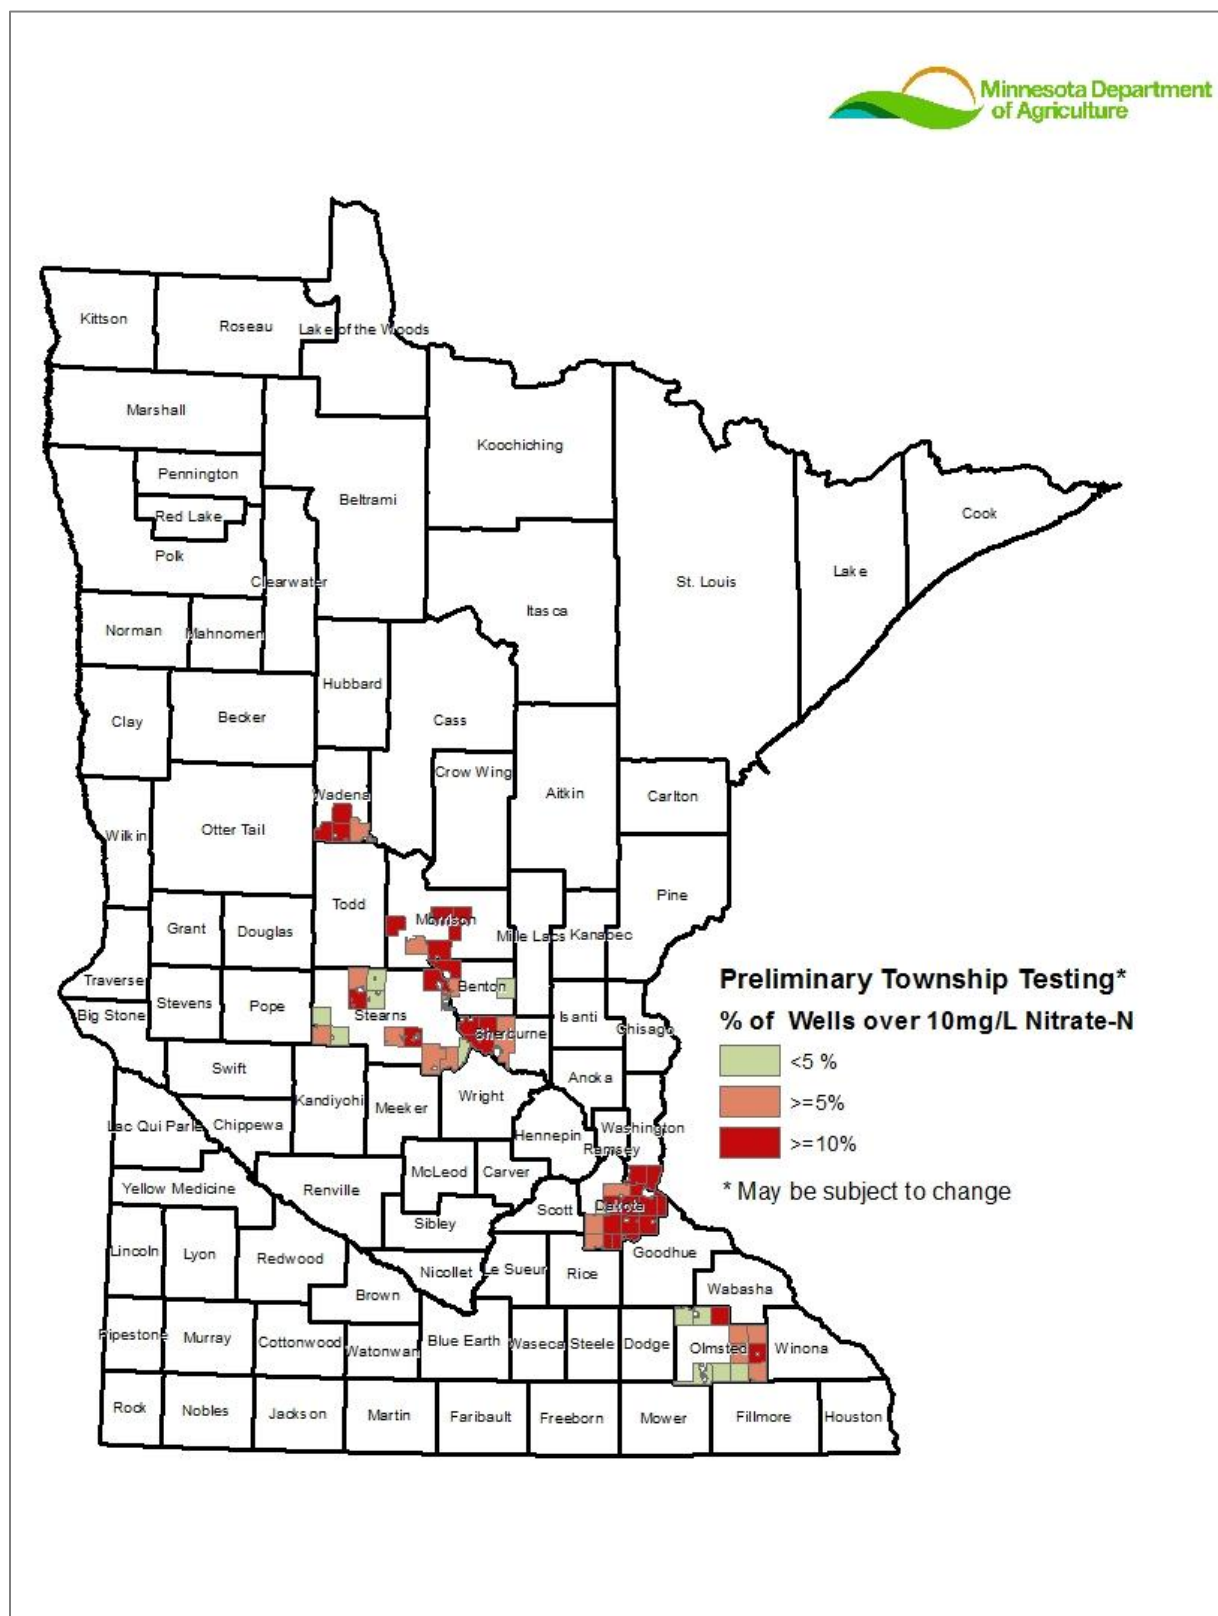 Minnesota Department
of Agriculture
Kittson
Roseau
Lake of the Woods
Marshall
Koochiching
Pennington
Beltrami
Red Lake
Cook
Polk
Clearwater
St. Louis
Lake
Itasca
Norman
Mahnomen
Hubbard
Clay
Becker
Cass
Crow Wing
Wadena
Aitkin
Carlton
Wilkin
Otter Tail
Pine
Todd
Morrison
Grant
Douglas
Mille Lacs
Kanabec
Traverse
Stevens
Pope
Benton
Big Stone
Stearns
Isanti
Chisago
Sherburne
Swift
Anoka
Kandiyohi
Meeker
Wright
Lac Qui Parle
Chippewa
Hennepin
Washington
Ramsey
McLeod
Carver
Yellow Medicine
Renville
Scott
Dakota
Sibley
Lincoln
Lyon
Redwood
Nicollet
Le Sueur
Rice
Goodhue
Brown
Wabasha
Pipestone
Murray
Cottonwood
Watonwan
Blue Earth
Waseca
Steele
Dodge
Olmsted
Winona
Rock
Nobles
Jackson
Martin
Faribault
Freeborn
Mower
Fillmore
Houston
Preliminary Township Testing*
% of Wells over 10mg/L Nitrate-N
<5 %
>=5%
>=10%
* May be subject to change